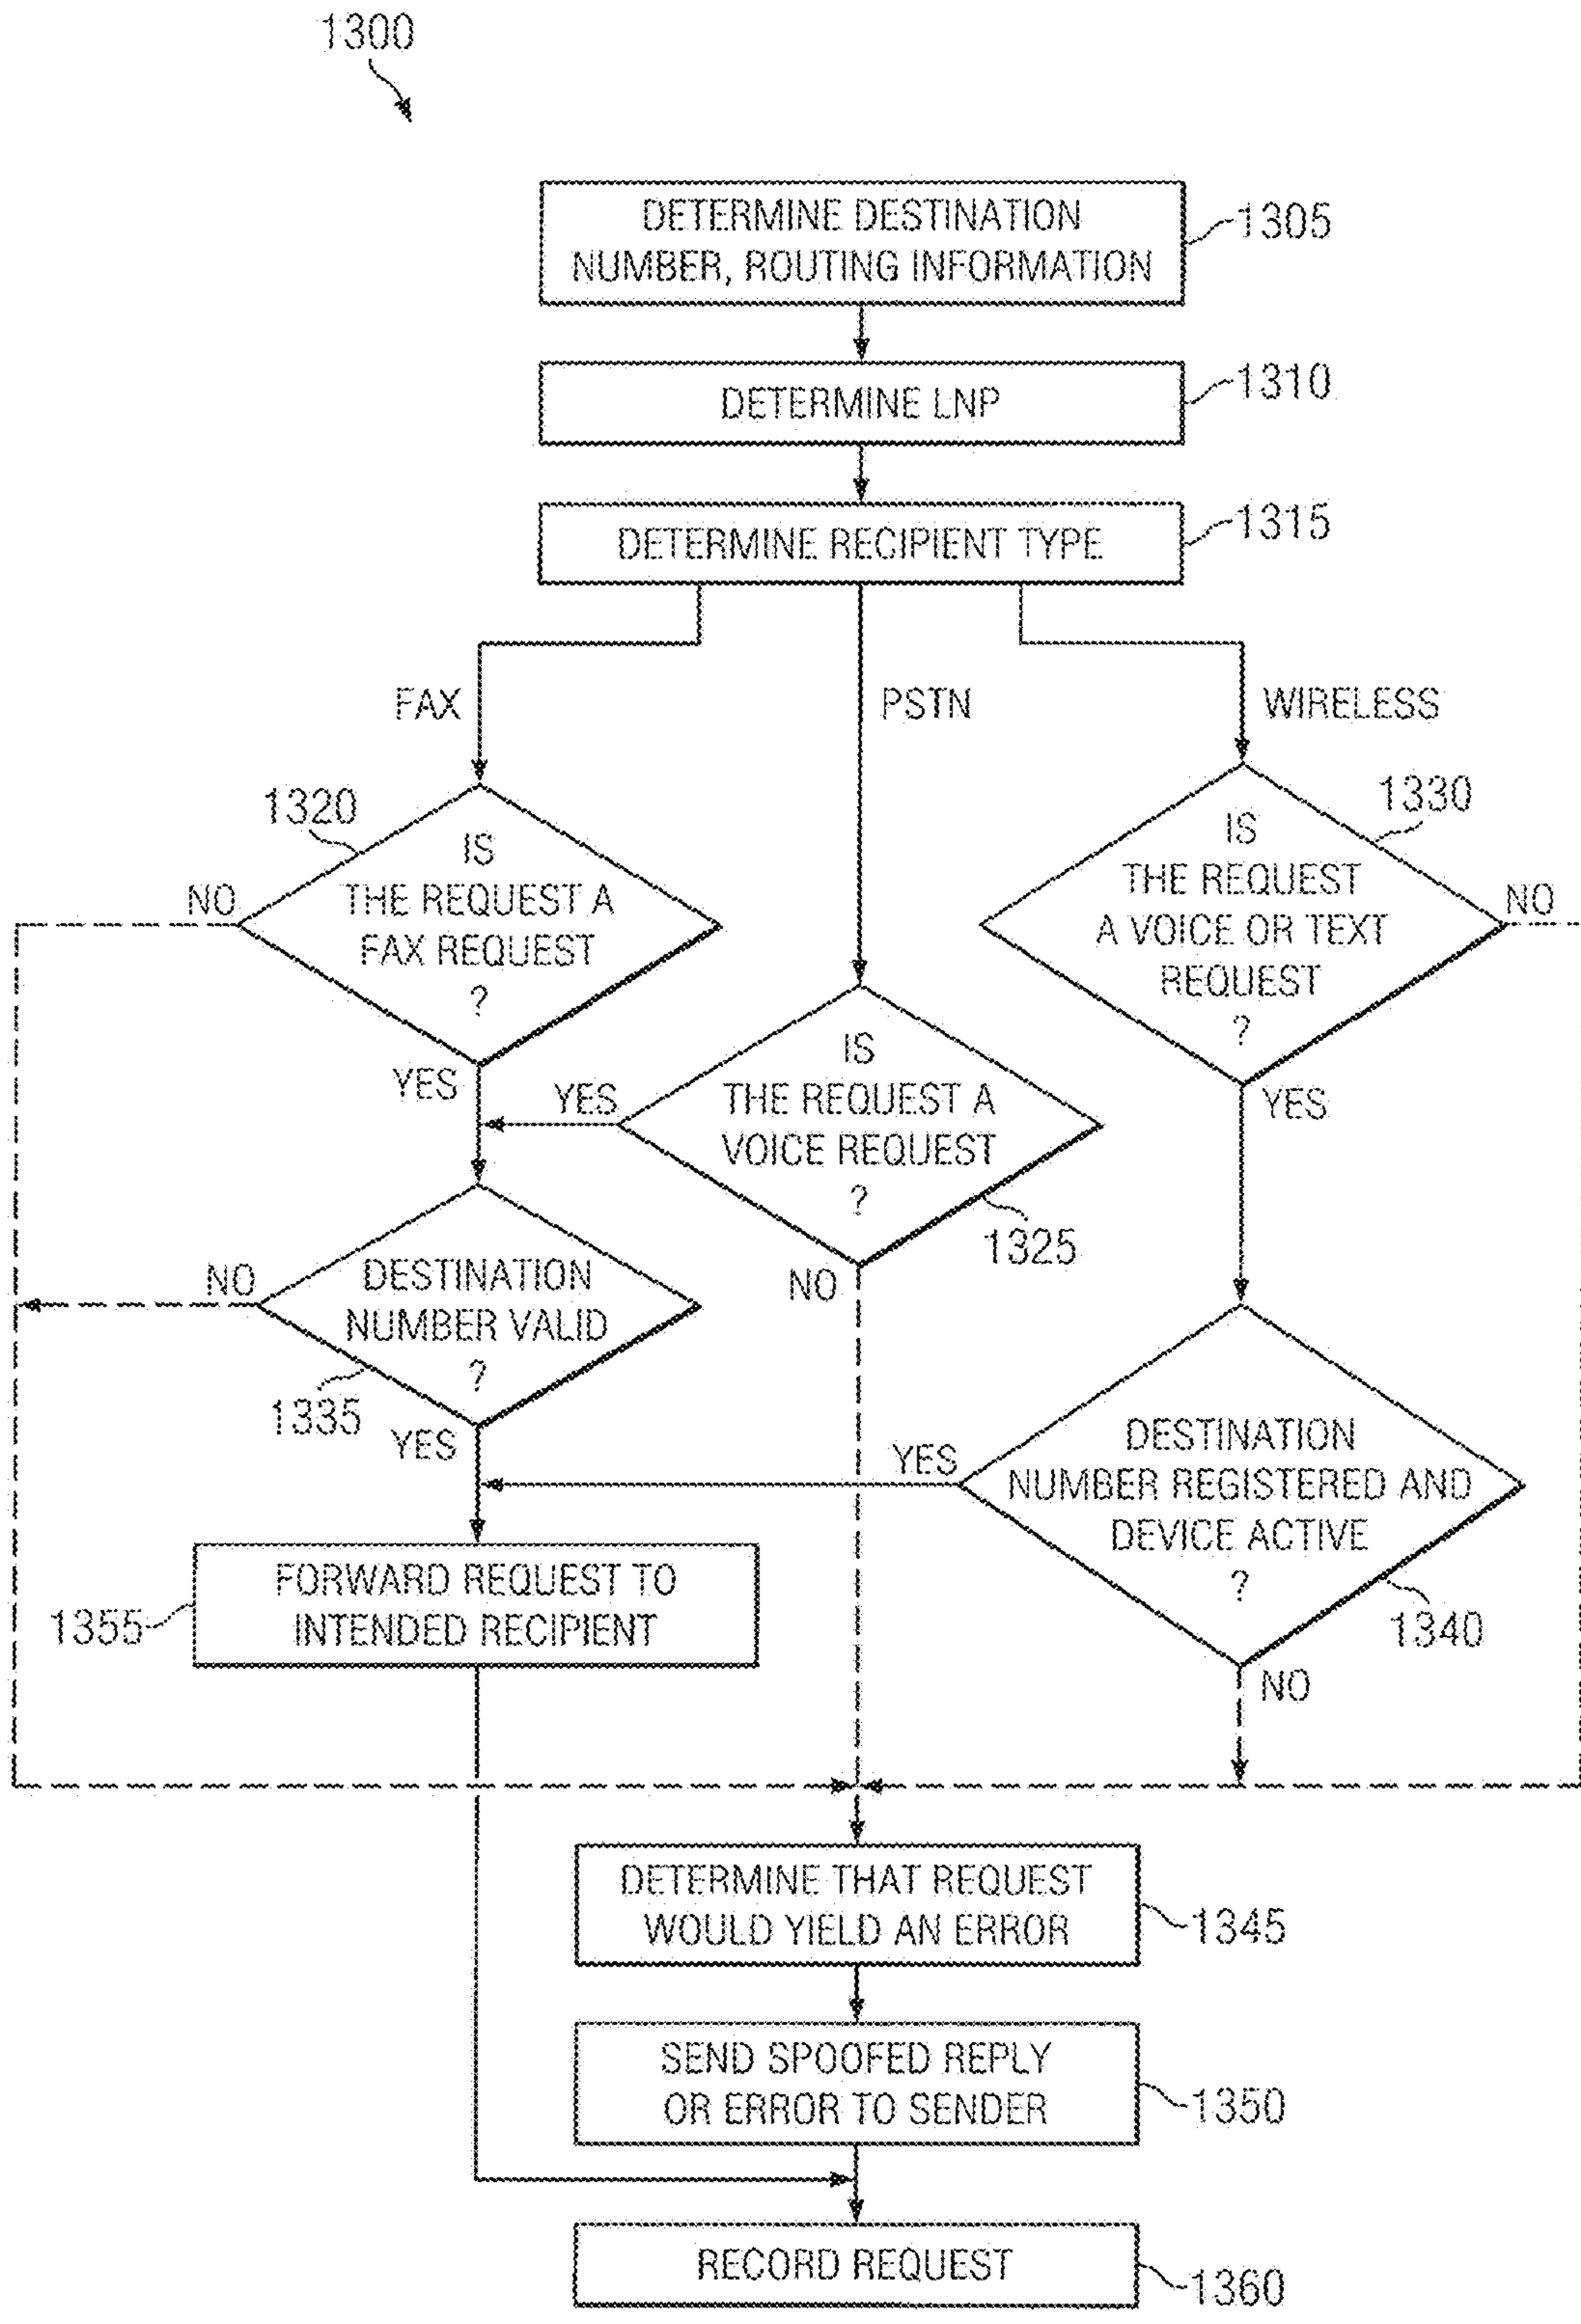 1300
DETERMINE DESTINATION
NUMBER, ROUTING INFORMATION
1305
DETERMINE LNP
1310
DETERMINE RECIPIENT TYPE
1315
FAX
PSTN
WIRELESS
1320
IS
THE REQUEST A
FAX REQUEST
?
NO
YES
1330
IS
THE REQUEST
A VOICE OR TEXT
REQUEST
?
NO
YES
IS
THE REQUEST A
VOICE REQUEST
?
YES
1325
NO
DESTINATION
NUMBER VALID
?
NO
1335
YES
DESTINATION
NUMBER REGISTERED AND
DEVICE ACTIVE
?
YES
1340
NO
FORWARD REQUEST TO
INTENDED RECIPIENT
1355
DETERMINE THAT REQUEST
WOULD YIELD AN ERROR
1345
SEND SPOOFED REPLY
OR ERROR TO SENDER
1350
RECORD REQUEST
1360